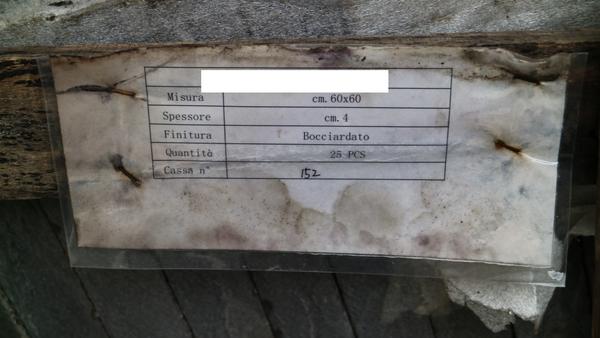 Misura cm.60x60
Spessore cm.4
Finitura Bocciardato
Quantità 25 PCS
Cassa n° 152